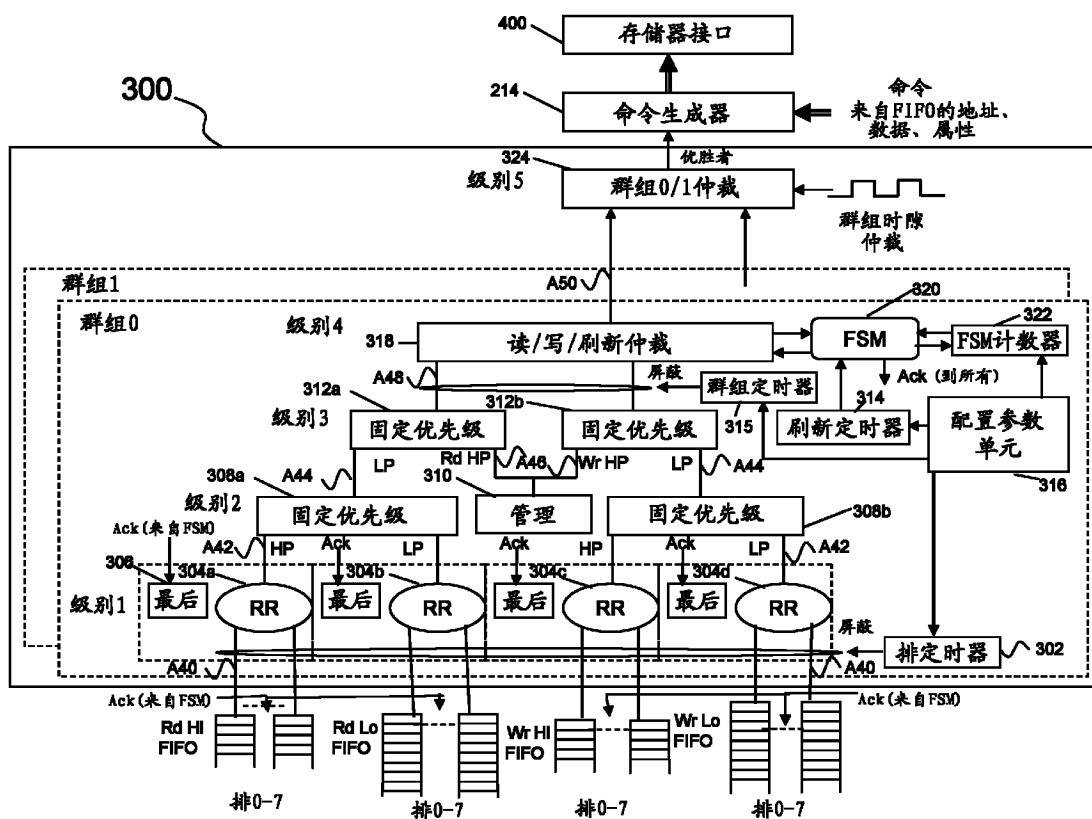 400
存储器接口
300
214
命令生成器
命令
来自FIFO的地址、
数据、属性
优胜者
324
级别5
群组0/1仲裁
群组时隙
仲裁
群组1
A50
群组0
级别4
318
读/写/刷新仲裁
320
FSM
322
FSM计数器
Ack (到所有)
A48
屏蔽
群组定时器
315
314
刷新定时器
配置参数
单元
316
312a
312b
级别3
固定优先级
固定优先级
Rd HP
A46
Wr HP
A44
LP
LP
A44
308a
310
级别2
固定优先级
管理
固定优先级
308b
Ack(来自FSM)
A42
HP
Ack
LP
Ack
HP
Ack
LP
A42
306
304a
304b
304c
304d
级别1
最后
RR
最后
RR
最后
RR
最后
RR
屏蔽
排定时器
302
A40
A40
Ack(来自FSM)
Ack(来自FSM)
Rd Hi
FIFO
Rd Lo
FIFO
Wr Hi
FIFO
Wr Lo
FIFO
排0-7
排0-7
排0-7
排0-7